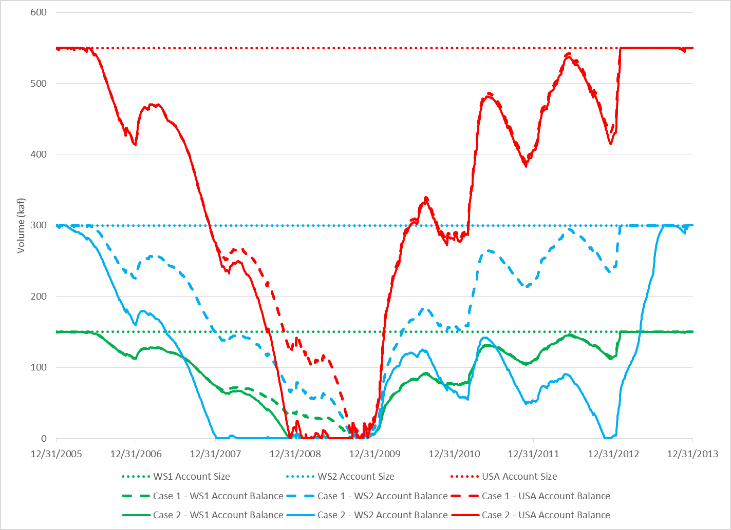 600
500
400
300
200
100
0
Volume (kaf)
12/31/2005 12/31/2006 12/31/2007 12/31/2008 12/31/2009 12/31/2010 12/31/2011 12/31/2012 12/31/2013
WS1 Account Size WS2 Account Size USA Account Size
Case 1 - WS1 Account Balance Case 1 - WS2 Account Balance Case 1 - USA Account Balance
Case 2 - WS1 Account Balance Case 2 - WS2 Account Balance Case 2 - USA Account Balance